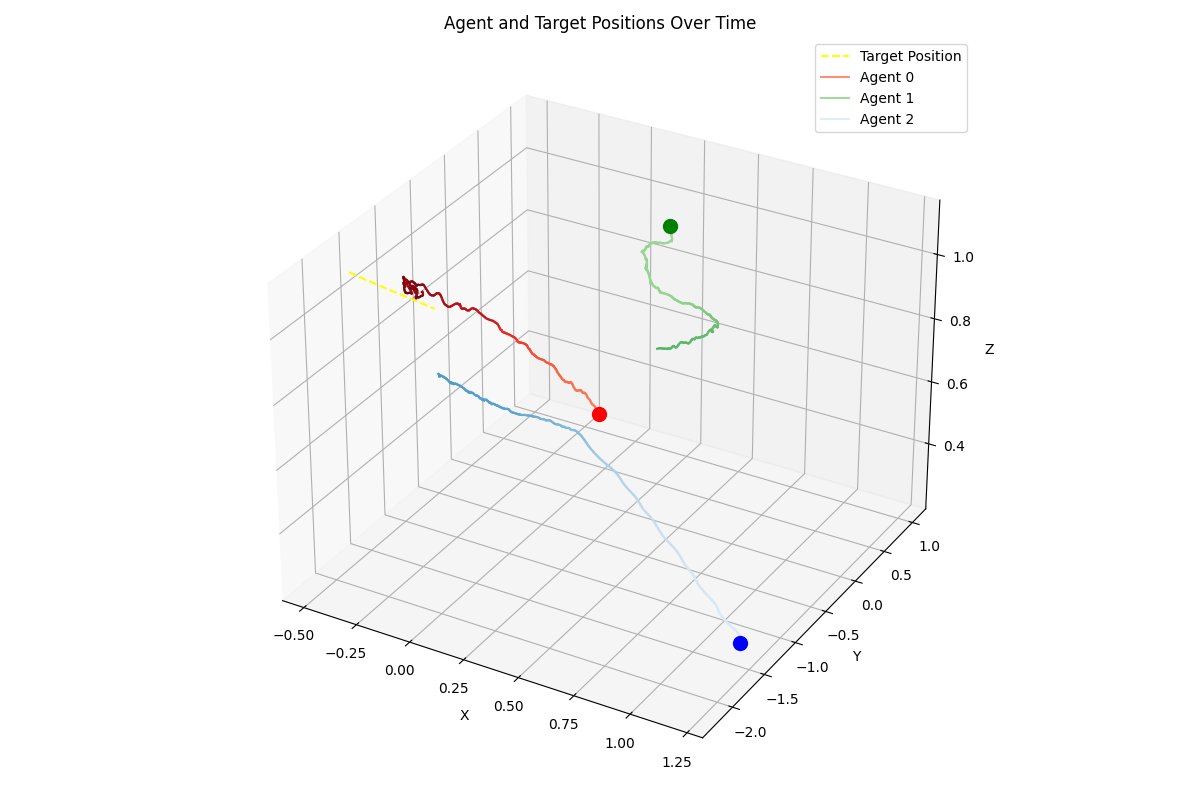 Agent and Target Positions Over Time
Target Position
Agent 0
Agent 1
Agent 2
1.0
0.8
Z
0.6
0.4
1.0
0.5
0.0
−0.5
Y
−1.0
−1.5
−2.0
−0.50
−0.25
0.00
0.25
X
0.50
0.75
1.00
1.25